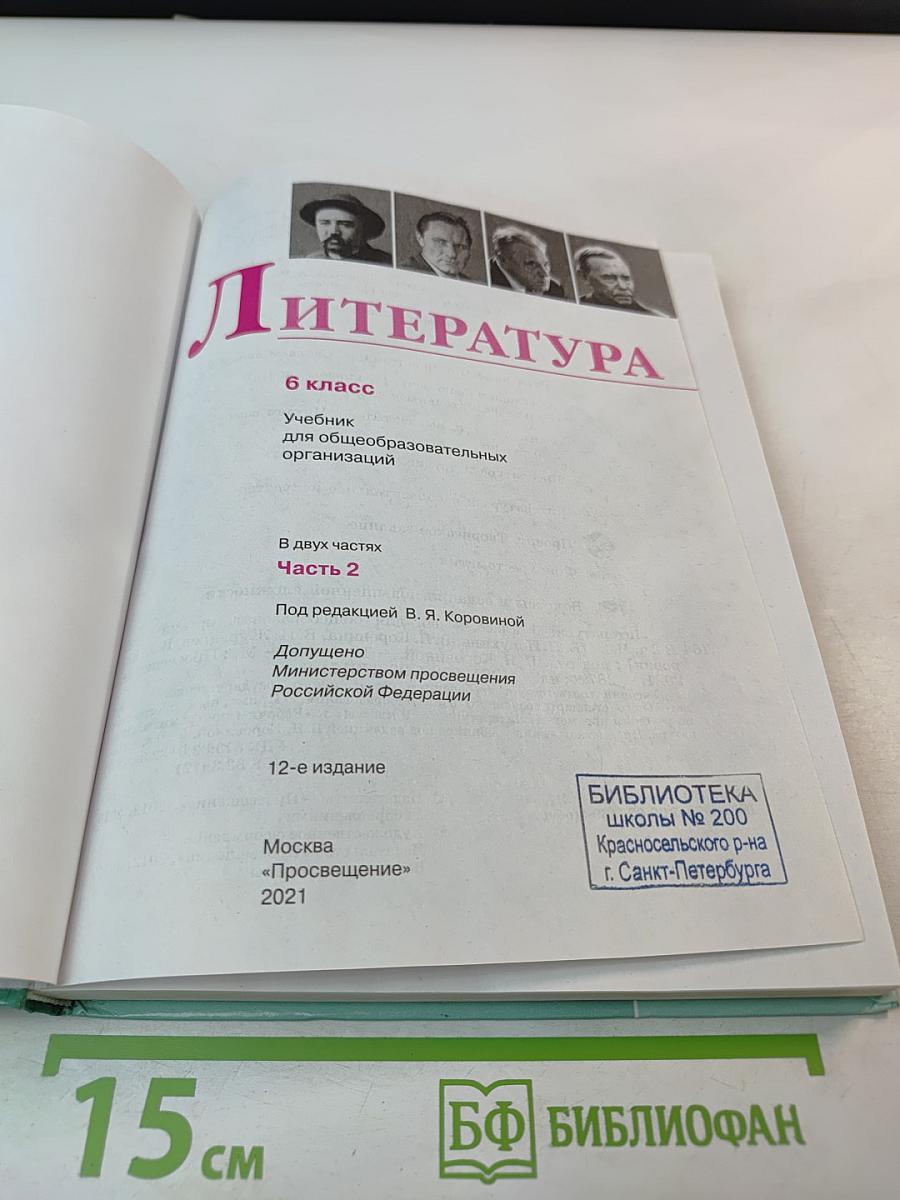 ЛИТЕРАТУРА
6 класс
Учебник
для общеобразовательных
организаций
В двух частях
Часть 2
Под редакцией В. Я. Коровиной
Допущено
Министерством просвещения
Российской Федерации
12-е издание
Москва
«Просвещение»
2021
БИБЛИОТЕКА
школы № 200
Красносельского р-на
г. Санкт-Петербурга
15 см
БФ БИБЛИОФАН